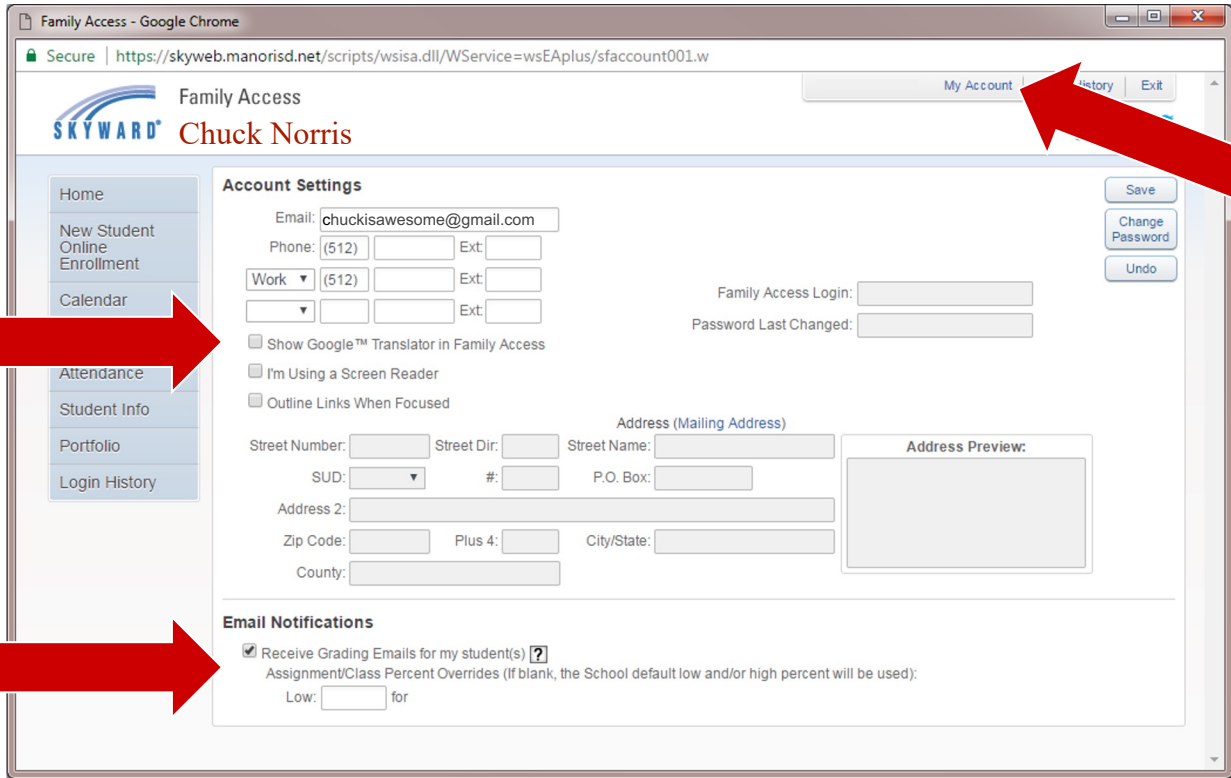 Family Access - Google Chrome
Secure | https://skyweb.manorisd.net/scripts/wsisa.dll/WService=wsEAplus/sfaccount001.w
My Account Exit
Family Access
SKYWARD®
Chuck Norris
Home
New Student
Online
Enrollment
Calendar
Attendance
Student Info
Portfolio
Login History
Account Settings
Save
Change
Password
Undo
Email: chuckisawesome@gmail.com
Phone: (512) Ext:
Work (512) Ext:
Ext:
Family Access Login:
Password Last Changed:
Show Google™ Translator in Family Access
I'm Using a Screen Reader
Outline Links When Focused
Address (Mailing Address)
Street Number: Street Dir: Street Name:
SUD: #: P.O. Box:
Address 2:
Zip Code: Plus 4: City/State:
County:
Address Preview:
Email Notifications
Receive Grading Emails for my student(s) ?
Assignment/Class Percent Overrides (If blank, the School default low and/or high percent will be used):
Low: for